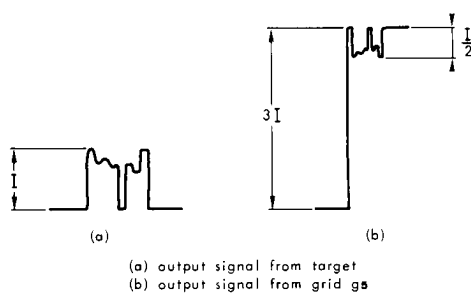 I
3I
I
2
(a)
(b)
(a) output signal from target
(b) output signal from grid g5